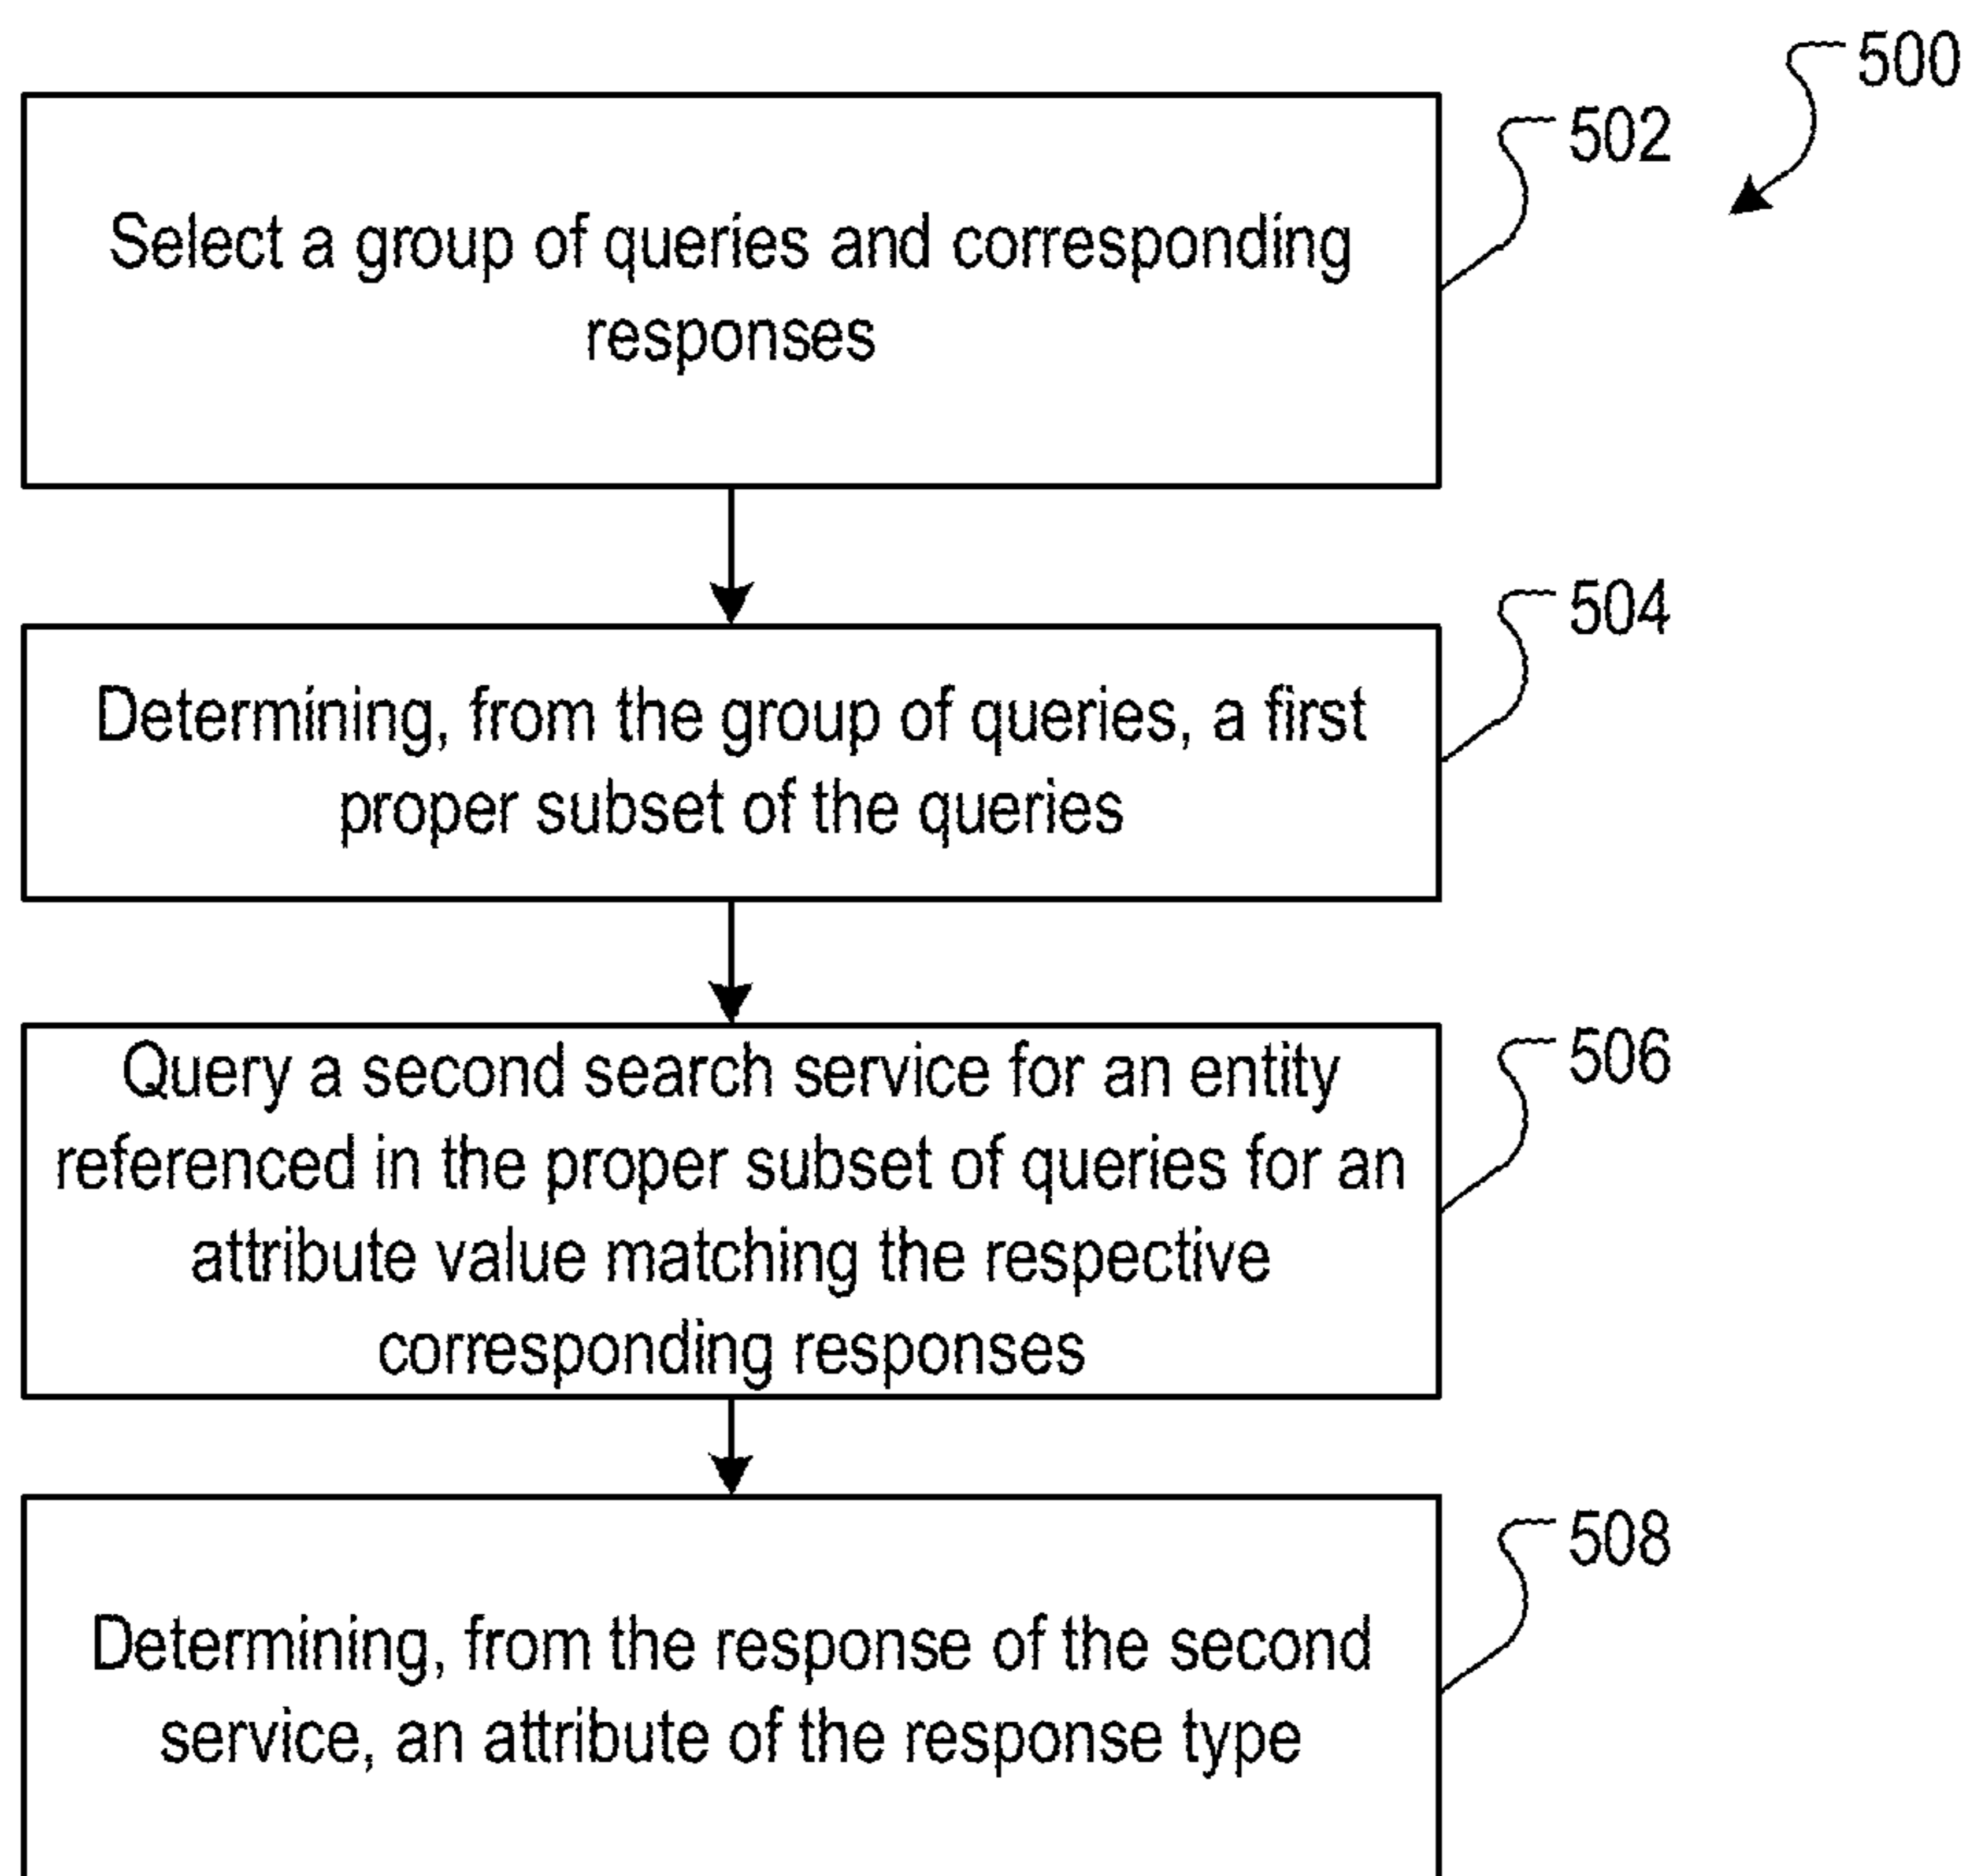 500
502
Select a group of queries and corresponding
responses
504
Determining, from the group of queries, a first
proper subset of the queries
506
Query a second search service for an entity
referenced in the proper subset of queries for an
attribute value matching the respective
corresponding responses
508
Determining, from the response of the second
service, an attribute of the response type